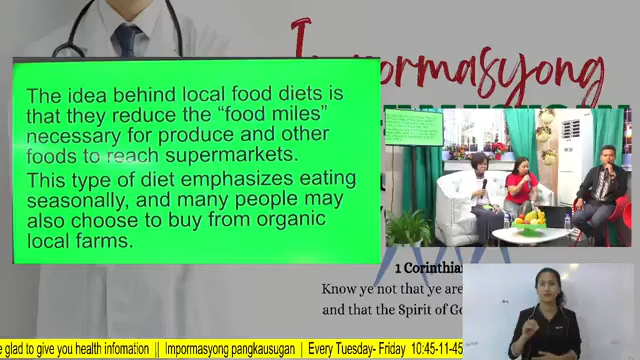 Impormasyong
The idea behind local food diets is
that they reduce the “food miles”
necessary for produce and other
foods to reach supermarkets.
This type of diet emphasizes eating
seasonally, and many people may
also choose to buy from organic
local farms.
1 Corinthian
Know ye not that ye are
and that the Spirit of Go
e glad to give you health infomation || Impormasyong pangkausugan | Every Tuesday- Friday 10:45-11-45